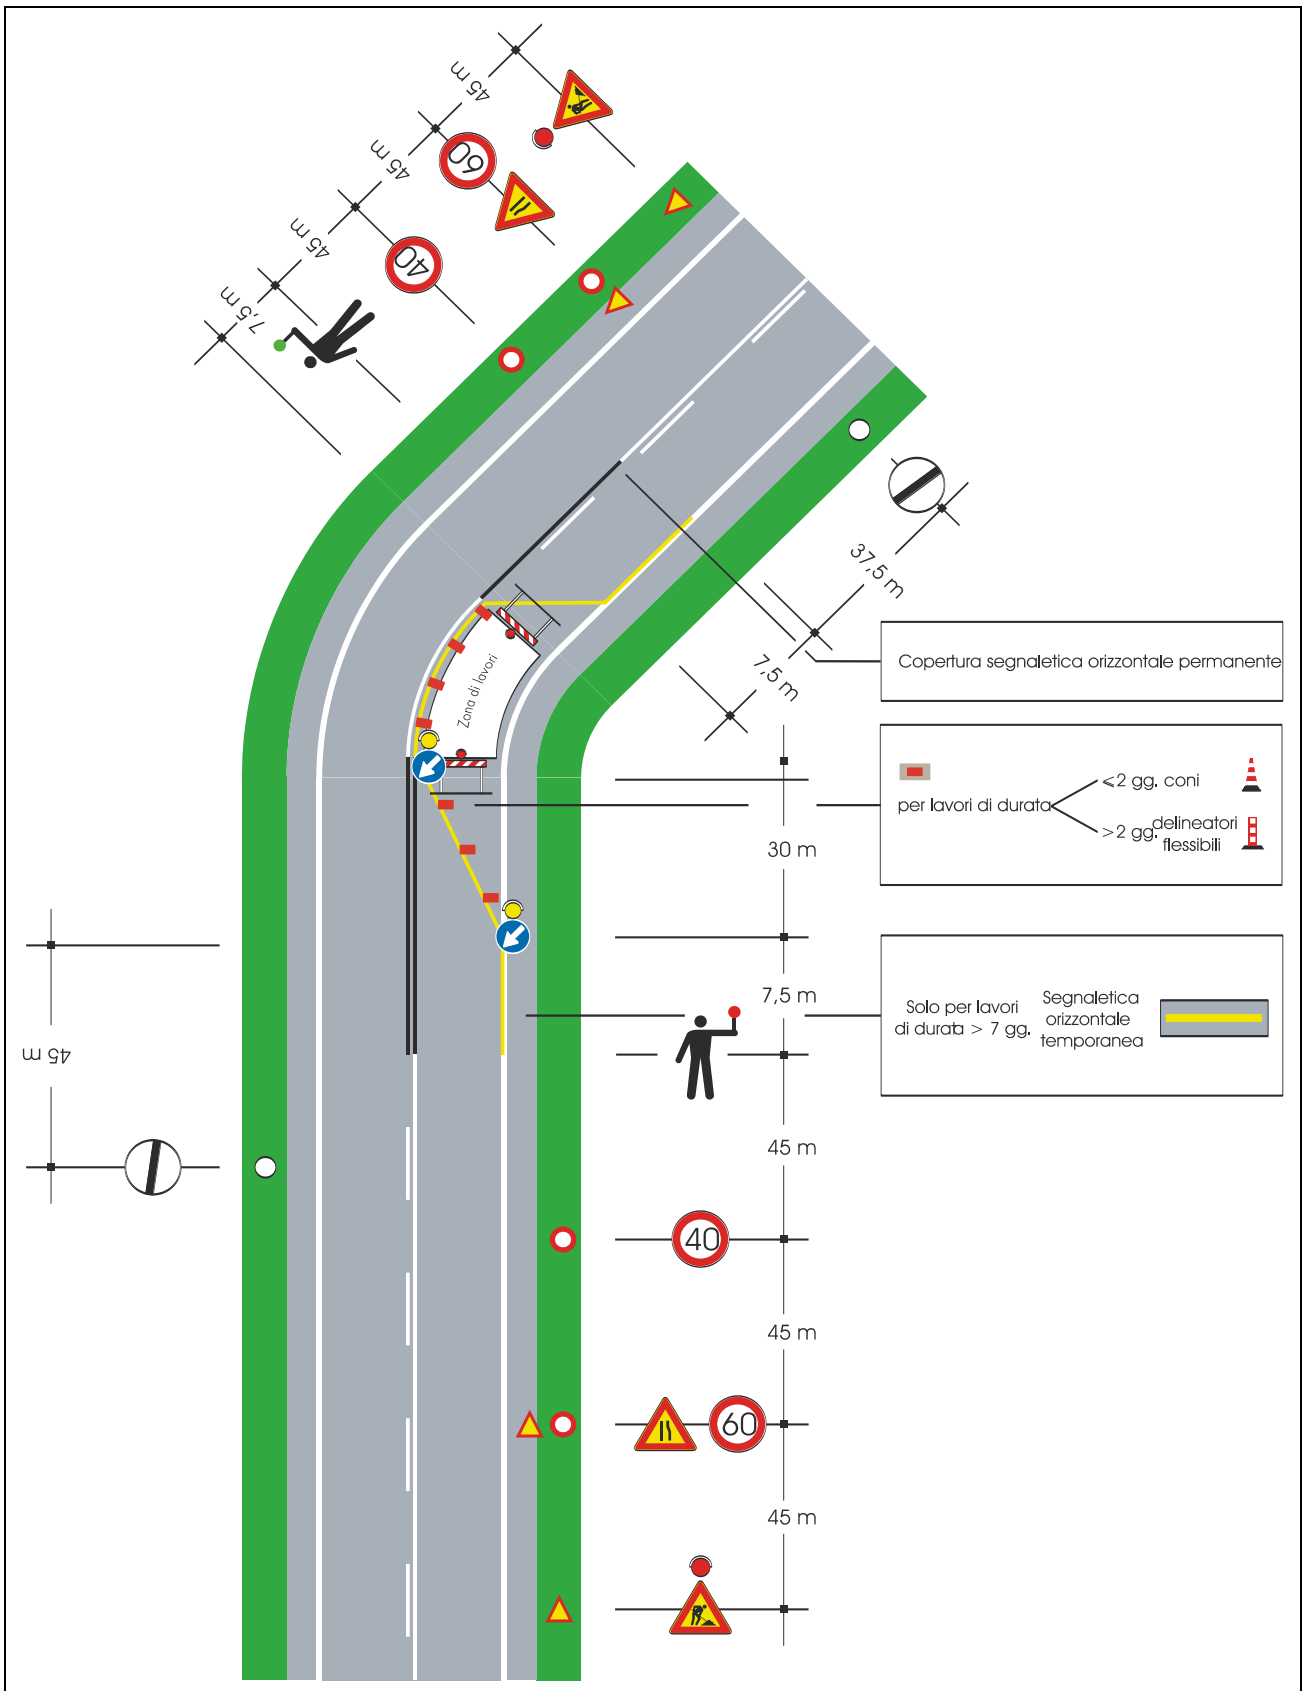 45 m
60
45 m
40
45 m
7,5 m
37,5 m
Copertura segnaletica orizzontale permanente
7,5 m
Zona di lavori
per lavori di durata
≤2 gg. coni
>2 gg.
delineatori
flessibili
30 m
7,5 m
Solo per lavori
di durata > 7 gg.
Segnaletica
orizzontale
temporanea
45 m
45 m
40
45 m
60
45 m